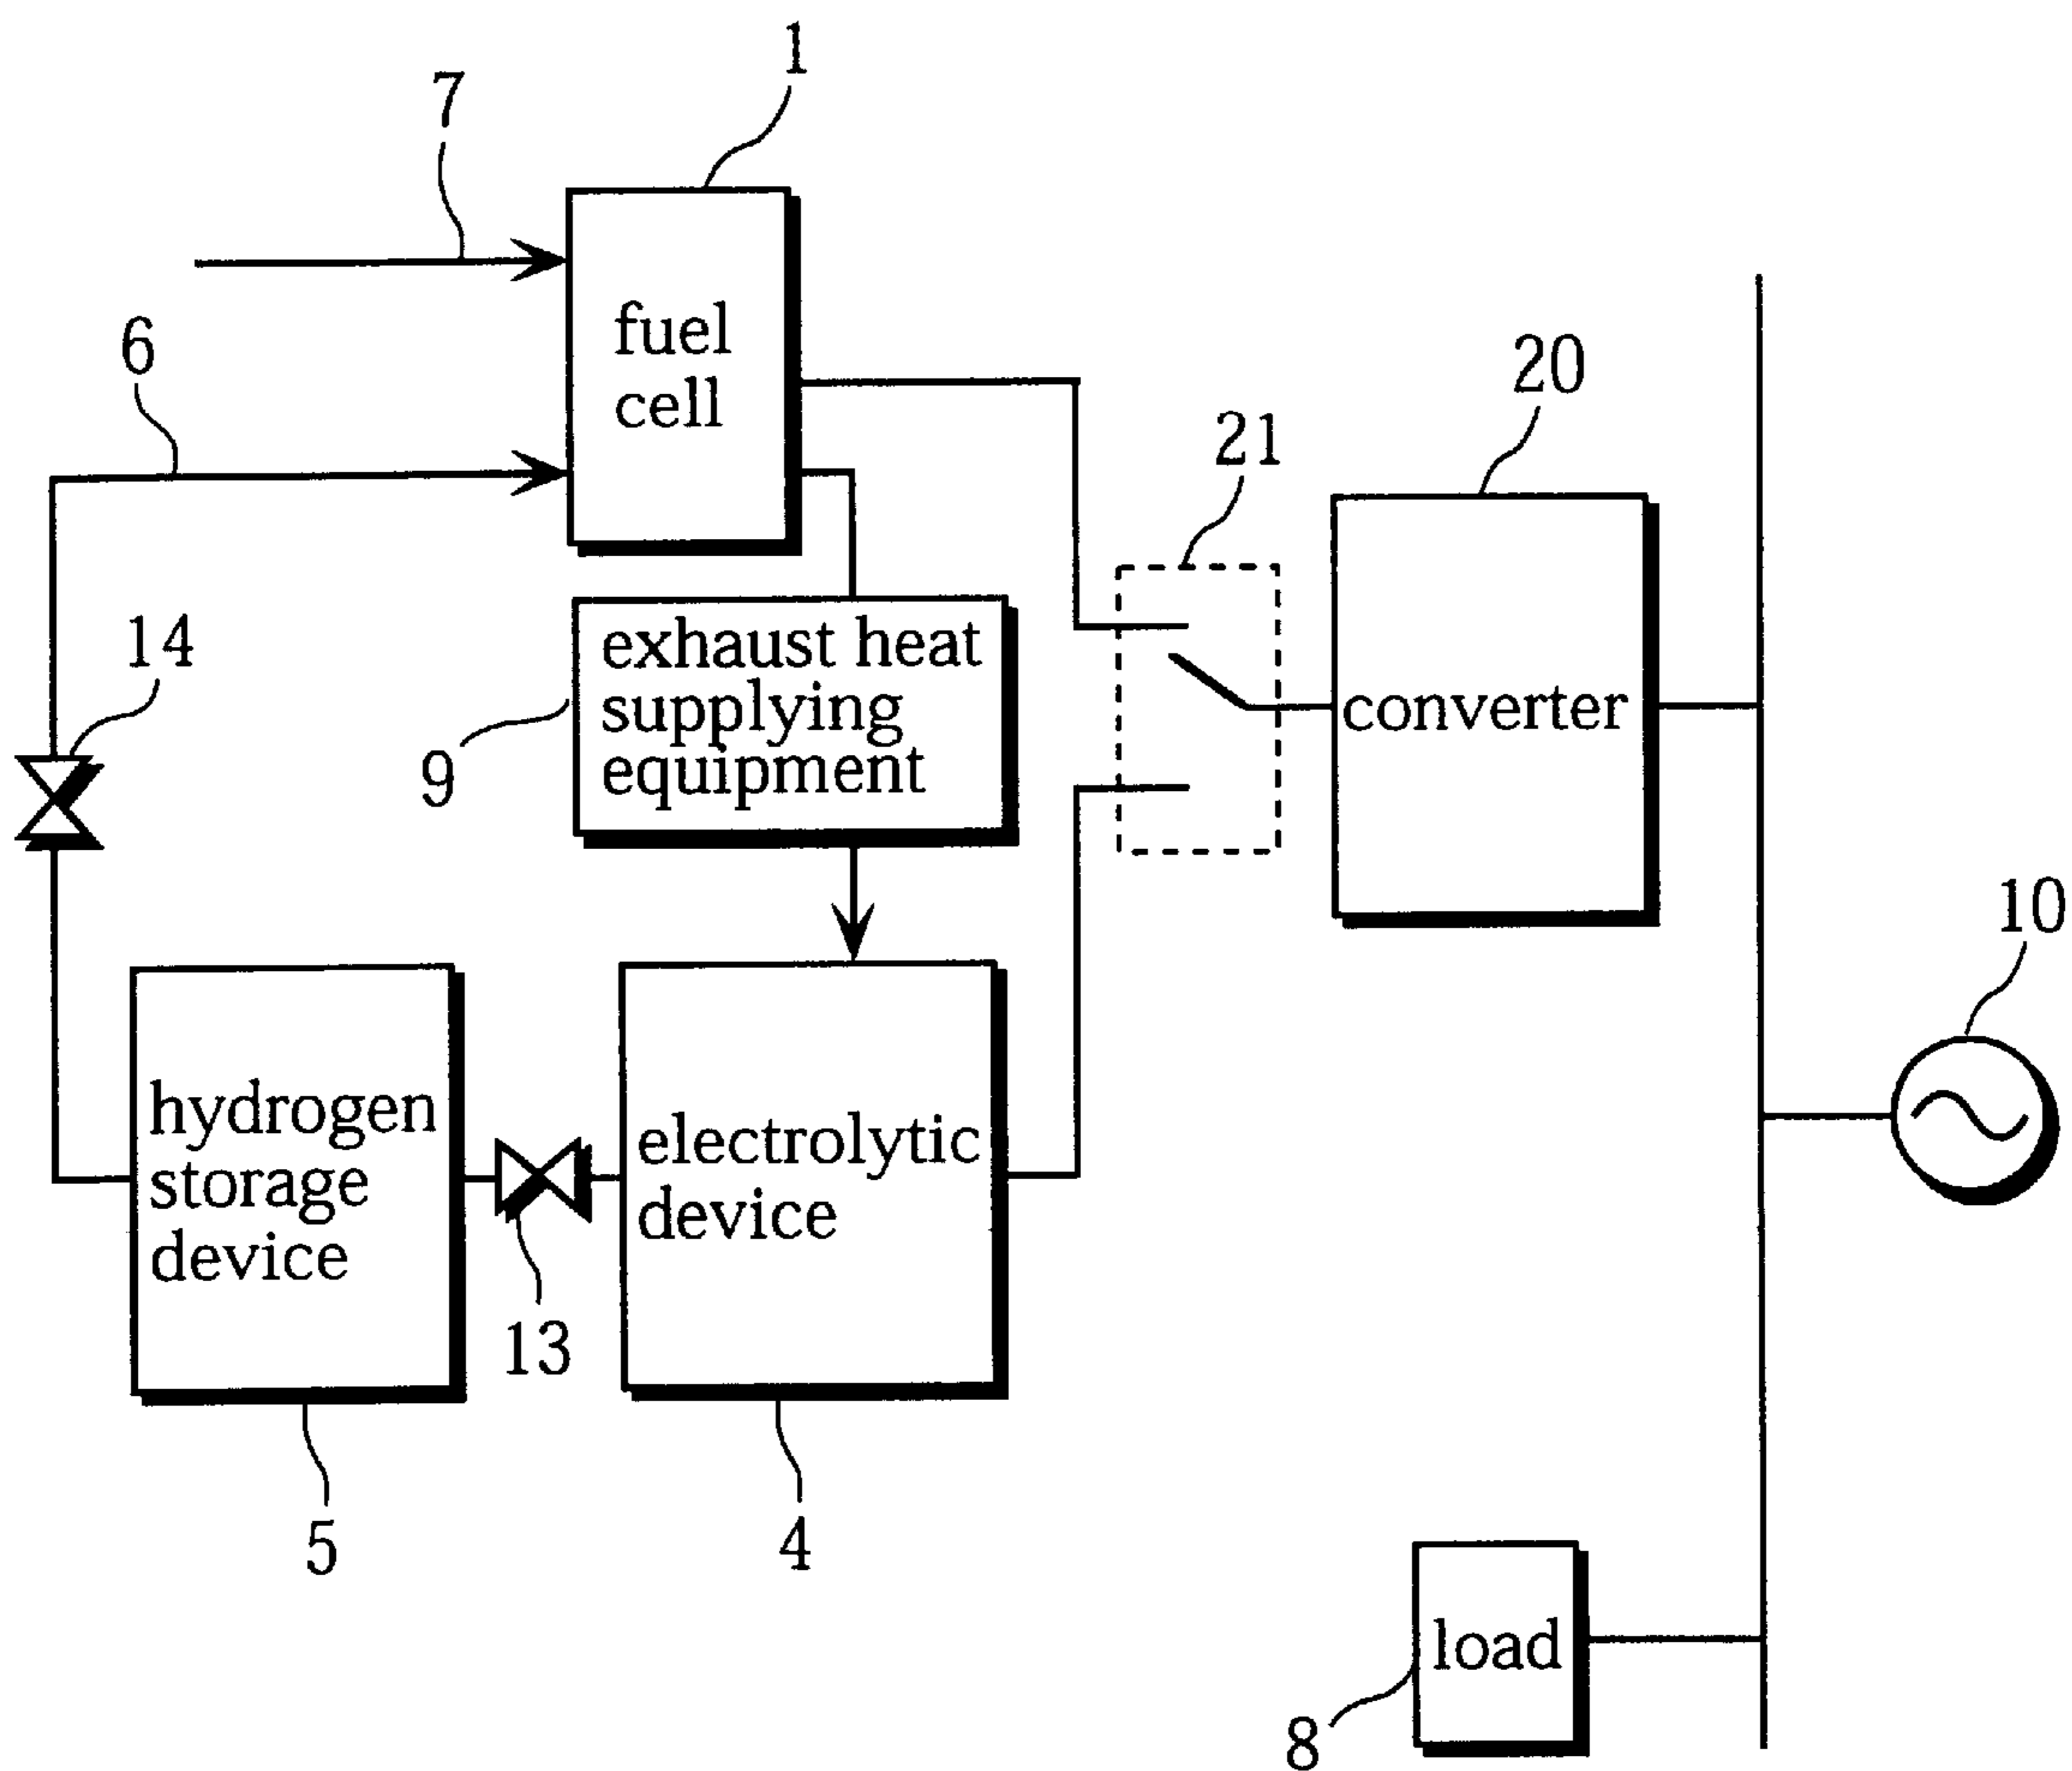 1
7
fuel
cell
6
20
21
14
exhaust heat
supplying
equipment
converter
9
10
hydrogen
storage
device
electrolytic
device
13
5
4
load
8